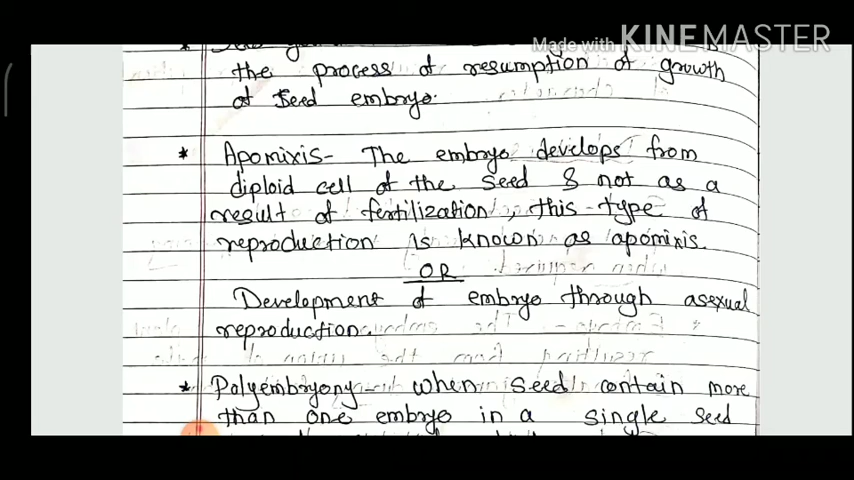 Made with KINEMASTER
the process of resumption of growth
of seed embryo.
* Apomixis- The embryo develops from
diploid cell of the seed & not as a
result of fertilization, this type of
reproduction is known as apomixis.
OR
Development of embryo through asexual
reproduction.
* Polyembryony - when seed contain more
than one embryo in a single seed